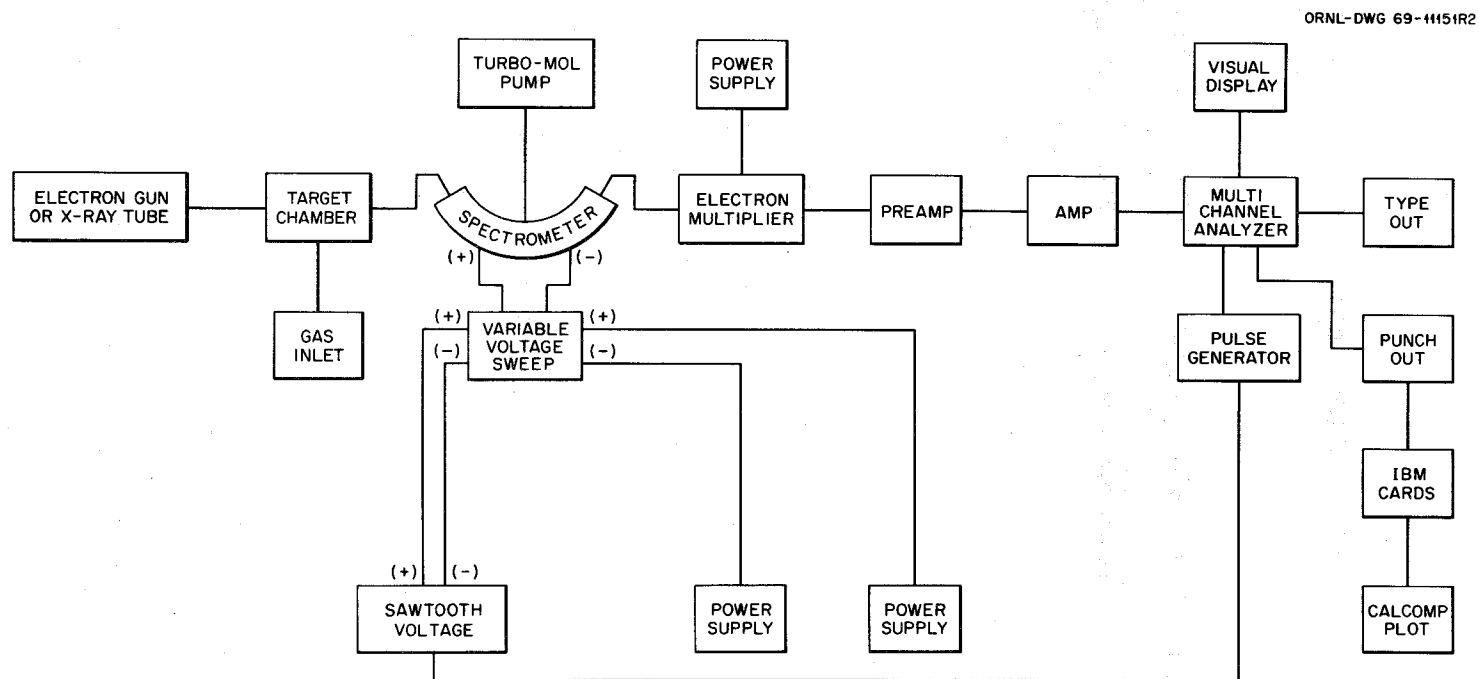 ORNL-DWG 69-11151R2
TURBO-MOL
PUMP
POWER
SUPPLY
VISUAL
DISPLAY
ELECTRON GUN
OR X-RAY TUBE
TARGET
CHAMBER
SPECTROMETER
ELECTRON
MULTIPLIER
PREAMP
AMP
MULTI
CHANNEL
ANALYZER
TYPE
OUT
(+)
(-)
GAS
INLET
(+)
(-)
VARIABLE
VOLTAGE
SWEEP
(+)
(-)
PULSE
GENERATOR
PUNCH
OUT
IBM
CARDS
(+)
(-)
SAWTOOTH
VOLTAGE
POWER
SUPPLY
POWER
SUPPLY
CALCOMP
PLOT